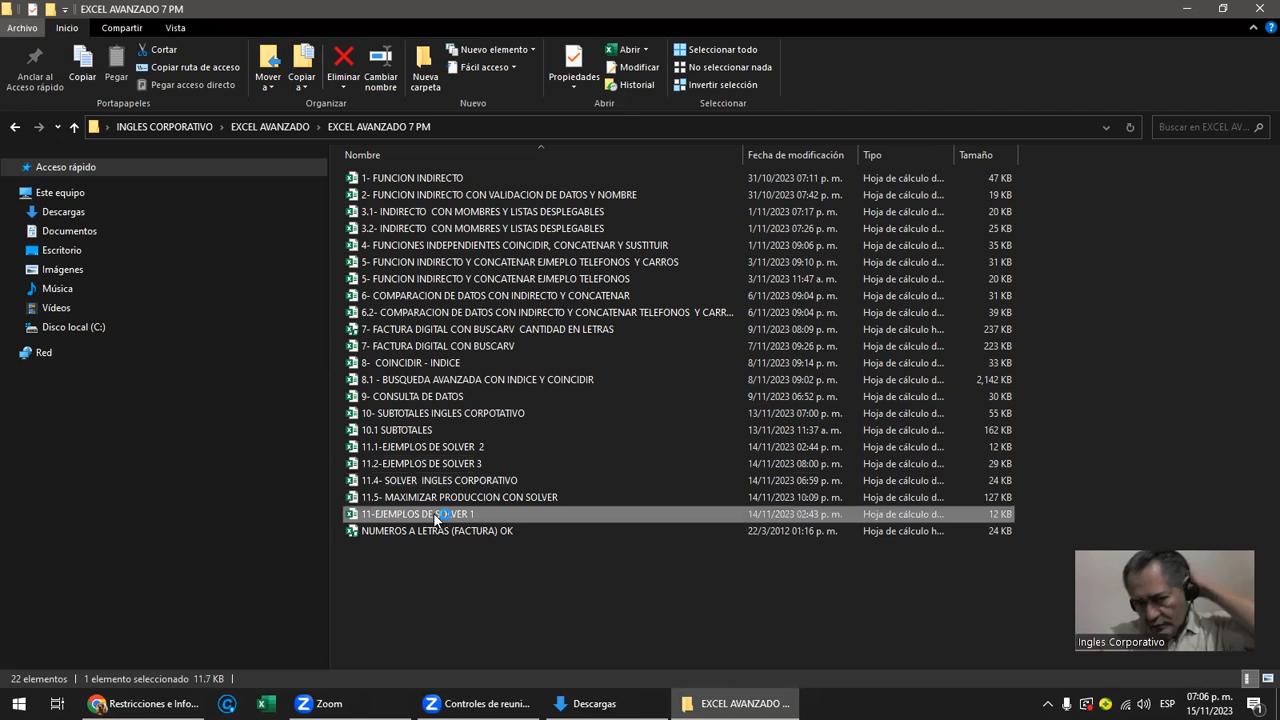 EXCEL AVANZADO 7 PM
Archivo Inicio Compartir Vista
Anclar al Acceso rápido
Copiar
Pegar
Cortar
Copiar ruta de acceso
Pegar acceso directo
Portapapeles
Mover a
Copiar a
Eliminar
Cambiar nombre
Organizar
Nueva carpeta
Nuevo elemento
Fácil acceso
Nuevo
Propiedades
Abrir
Modificar
Historial
Abrir
Seleccionar todo
No seleccionar nada
Invertir selección
Seleccionar
INGLES CORPORATIVO › EXCEL AVANZADO › EXCEL AVANZADO 7 PM
Buscar en EXCEL AV...
Acceso rápido
Este equipo
Descargas
Documentos
Escritorio
Imágenes
Música
Vídeos
Disco local (C:)
Red
Nombre Fecha de modificación Tipo Tamaño
1- FUNCION INDIRECTO 31/10/2023 07:11 p. m. Hoja de cálculo d... 47 KB
2- FUNCION INDIRECTO CON VALIDACION DE DATOS Y NOMBRE 31/10/2023 07:42 p. m. Hoja de cálculo d... 19 KB
3.1- INDIRECTO CON MOMBRES Y LISTAS DESPLEGABLES 1/11/2023 07:17 p. m. Hoja de cálculo d... 20 KB
3.2- INDIRECTO CON MOMBRES Y LISTAS DESPLEGABLES 1/11/2023 07:26 p. m. Hoja de cálculo d... 25 KB
4- FUNCIONES INDEPENDIENTES COINCIDIR, CONCATENAR Y SUSTITUIR 1/11/2023 09:06 p. m. Hoja de cálculo d... 35 KB
5- FUNCION INDIRECTO Y CONCATENAR EJMEPLO TELEFONOS Y CARROS 3/11/2023 09:10 p. m. Hoja de cálculo d... 31 KB
5- FUNCION INDIRECTO Y CONCATENAR EJMEPLO TELEFONOS 3/11/2023 11:47 a. m. Hoja de cálculo d... 20 KB
6- COMPARACION DE DATOS CON INDIRECTO Y CONCATENAR 6/11/2023 09:04 p. m. Hoja de cálculo d... 31 KB
6.2- COMPARACION DE DATOS CON INDIRECTO Y CONCATENAR TELEFONOS Y CARR... 6/11/2023 09:04 p. m. Hoja de cálculo d... 39 KB
7- FACTURA DIGITAL CON BUSCARV CANTIDAD EN LETRAS 9/11/2023 08:09 p. m. Hoja de cálculo h... 237 KB
7- FACTURA DIGITAL CON BUSCARV 7/11/2023 09:26 p. m. Hoja de cálculo d... 223 KB
8- COINCIDIR - INDICE 8/11/2023 09:14 p. m. Hoja de cálculo d... 33 KB
8.1 - BUSQUEDA AVANZADA CON INDICE Y COINCIDIR 8/11/2023 09:02 p. m. Hoja de cálculo d... 2,142 KB
9- CONSULTA DE DATOS 9/11/2023 06:52 p. m. Hoja de cálculo d... 30 KB
10- SUBTOTALES INGLES CORPOTATIVO 13/11/2023 07:00 p. m. Hoja de cálculo d... 55 KB
10.1 SUBTOTALES 13/11/2023 11:37 a. m. Hoja de cálculo d... 162 KB
11.1-EJEMPLOS DE SOLVER 2 14/11/2023 02:44 p. m. Hoja de cálculo d... 12 KB
11.2-EJEMPLOS DE SOLVER 3 14/11/2023 08:00 p. m. Hoja de cálculo d... 29 KB
11.4- SOLVER INGLES CORPORATIVO 14/11/2023 06:59 p. m. Hoja de cálculo d... 24 KB
11.5- MAXIMIZAR PRODUCCION CON SOLVER 14/11/2023 10:09 p. m. Hoja de cálculo d... 127 KB
11-EJEMPLOS DE SOLVER 1 14/11/2023 02:43 p. m. Hoja de cálculo d... 12 KB
NUMEROS A LETRAS (FACTURA) OK 22/3/2012 01:16 p. m. Hoja de cálculo h... 24 KB
Ingles Corporativo
22 elementos 1 elemento seleccionado 11.7 KB
Restricciones e Info...
Zoom
Controles de reuni...
Descargas
EXCEL AVANZADO ...
ESP
07:06 p. m.
15/11/2023